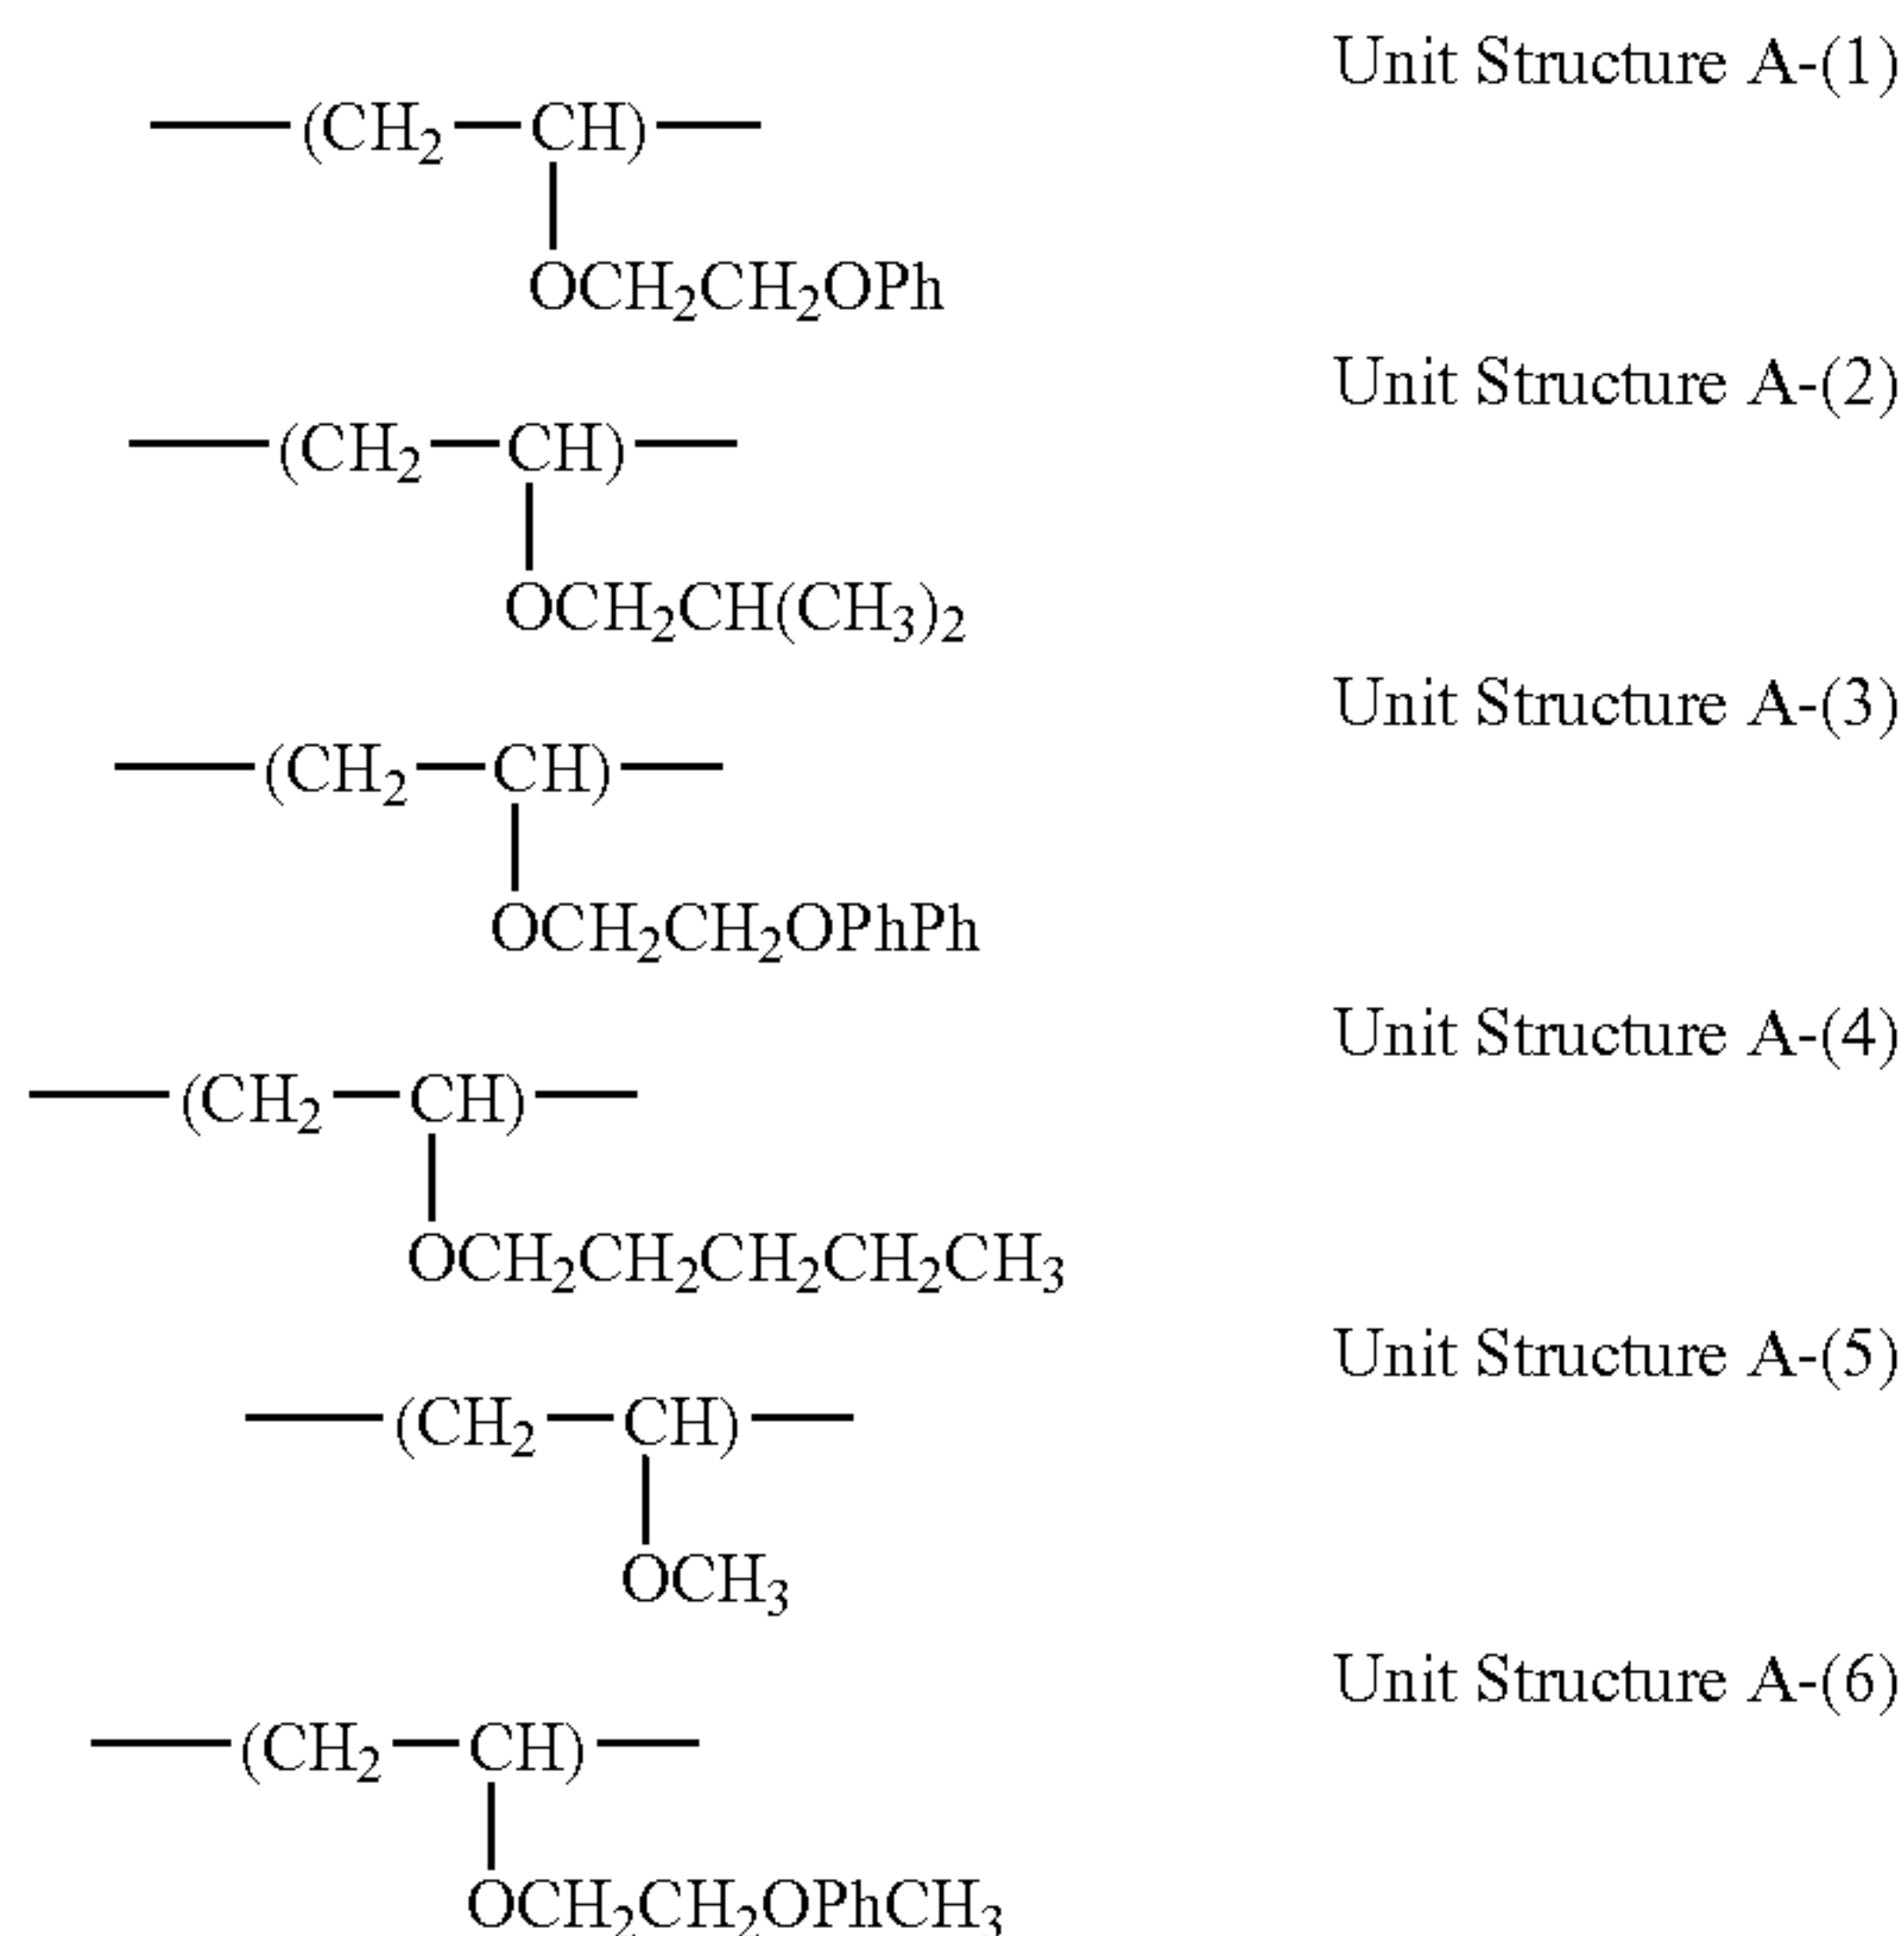 Unit Structure A-(1)
(CH2 CH)
OCH2CH2OPh
Unit Structure A-(2)
(CH2 CH)
OCH2CH(CH3)2
Unit Structure A-(3)
(CH2 CH)
OCH2CH2OPhPh
Unit Structure A-(4)
(CH2 CH)
OCH2CH2CH2CH2CH3
Unit Structure A-(5)
(CH2 CH)
OCH3
Unit Structure A-(6)
(CH2 CH)
OCH2CH2OPhCH3